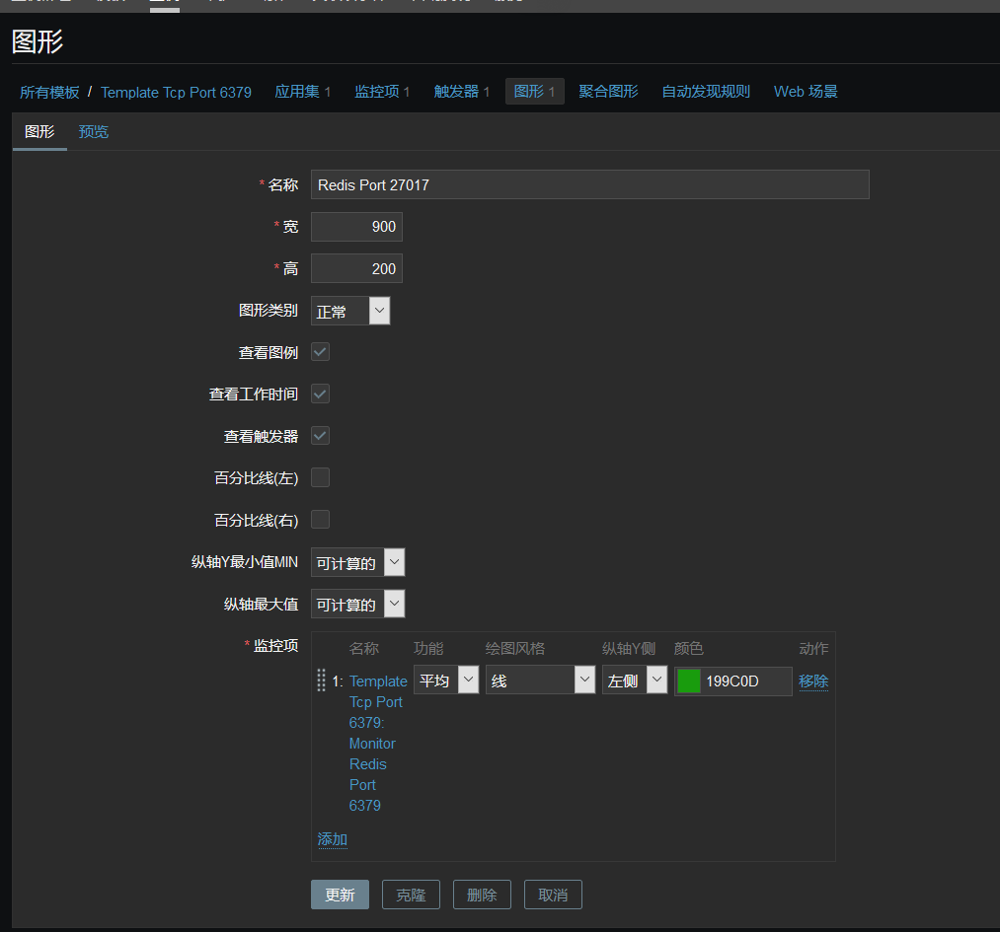 图形
所有模板 / Template Tcp Port 6379 应用集 1 监控项 1 触发器 1 图形 1 聚合图形 自动发现规则 Web 场景
图形 预览
* 名称 Redis Port 27017
* 宽 900
* 高 200
图形类别 正常
查看图例
查看工作时间
查看触发器
百分比线(左)
百分比线(右)
纵轴Y最小值MIN 可计算的
纵轴最大值 可计算的
* 监控项 名称 功能 绘图风格 纵轴Y侧 颜色 动作
1: Template 平均 线 左侧 199C0D 移除
Tcp Port
6379:
Monitor
Redis
Port
6379
添加
更新 克隆 删除 取消